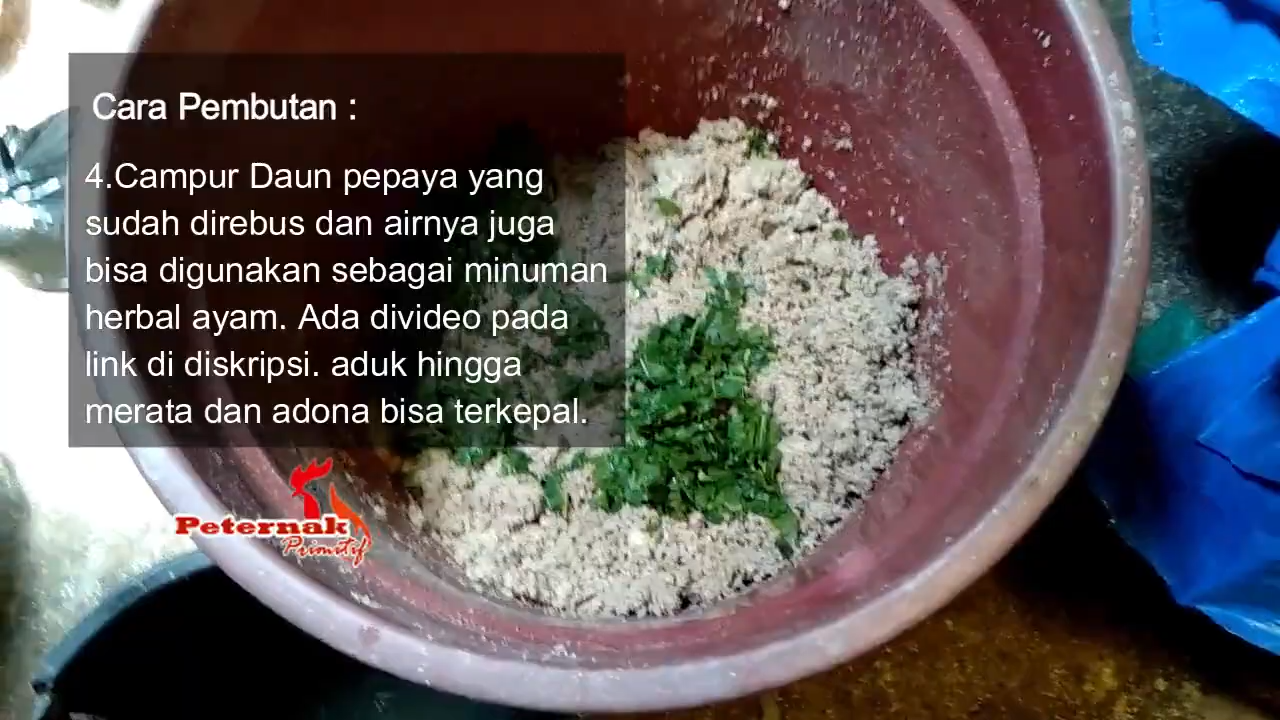 Cara Pembutan :
4.Campur Daun pepaya yang
sudah direbus dan airnya juga
bisa digunakan sebagai minuman
herbal ayam. Ada divideo pada
link di diskripsi. aduk hingga
merata dan adona bisa terkepal.
Peternak
Primitif